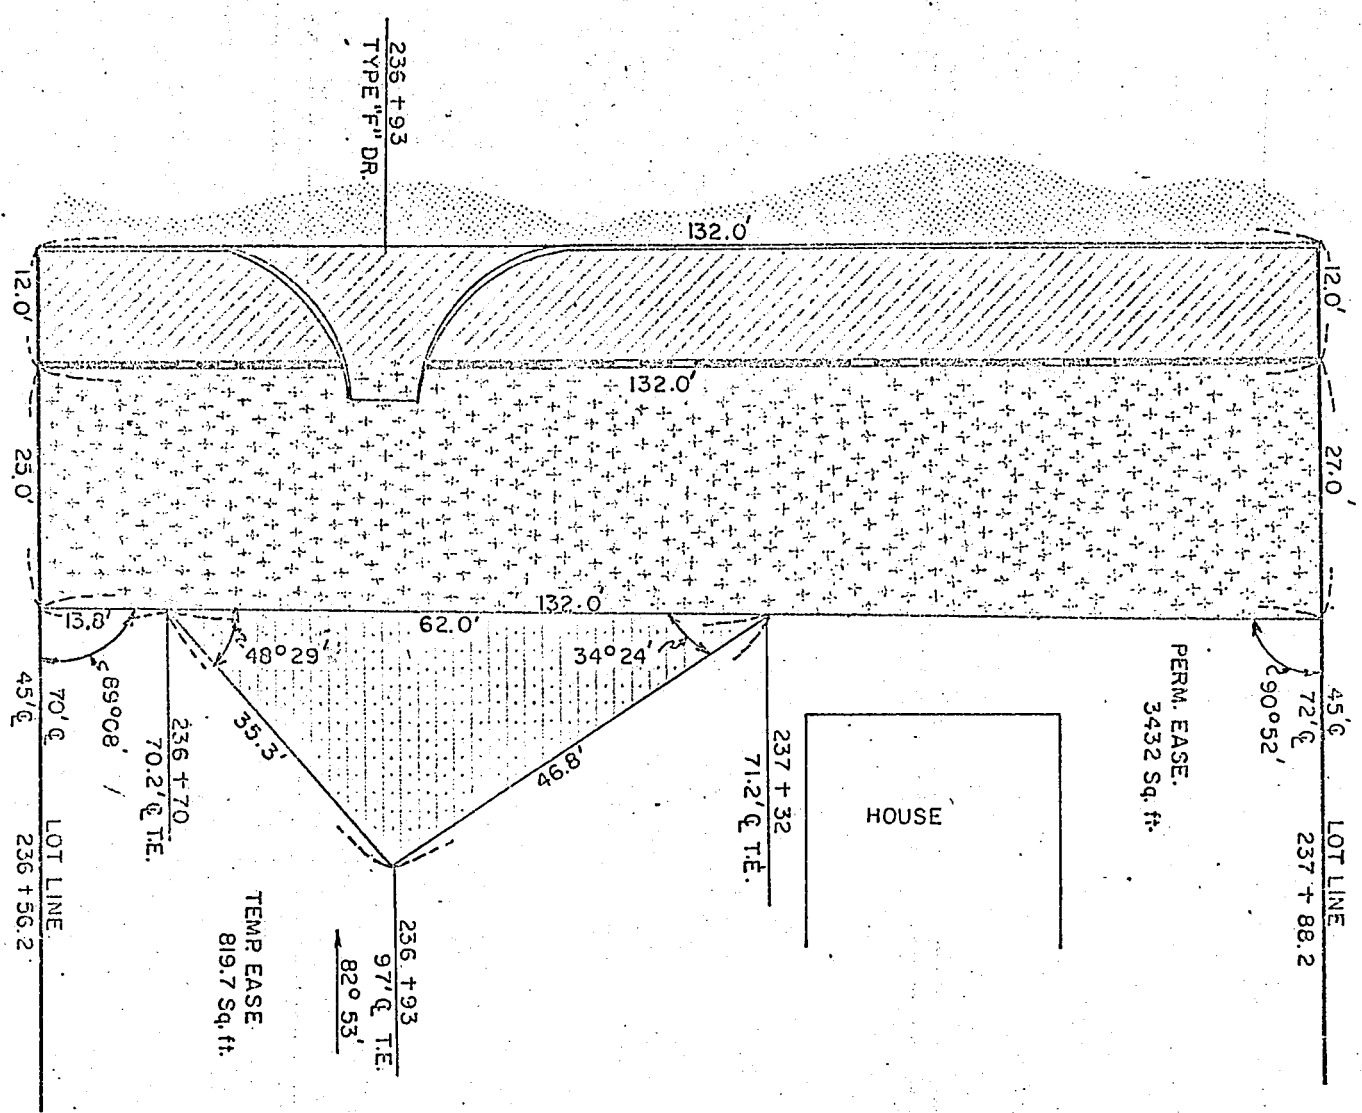 236 + 93
TYPE "F" DR.
132.0'
12.0'
12.0'
132.0'
25.0'
27.0'
132.0'
13.8'
62.0'
48°29'
34°24'
89°08'
90°52'
45' ℄
70' ℄
45' ℄
72' ℄
35.3'
46.8'
236 + 70
70.2' ℄ T.E.
237 + 32
71.2' ℄ T.E.
PERM. EASE.
3432 Sq. ft.
HOUSE
LOT LINE
236 + 56.2
LOT LINE
237 + 88.2
TEMP. EASE.
819.7 Sq. ft.
236 + 93
97' ℄ T.E.
82° 53'